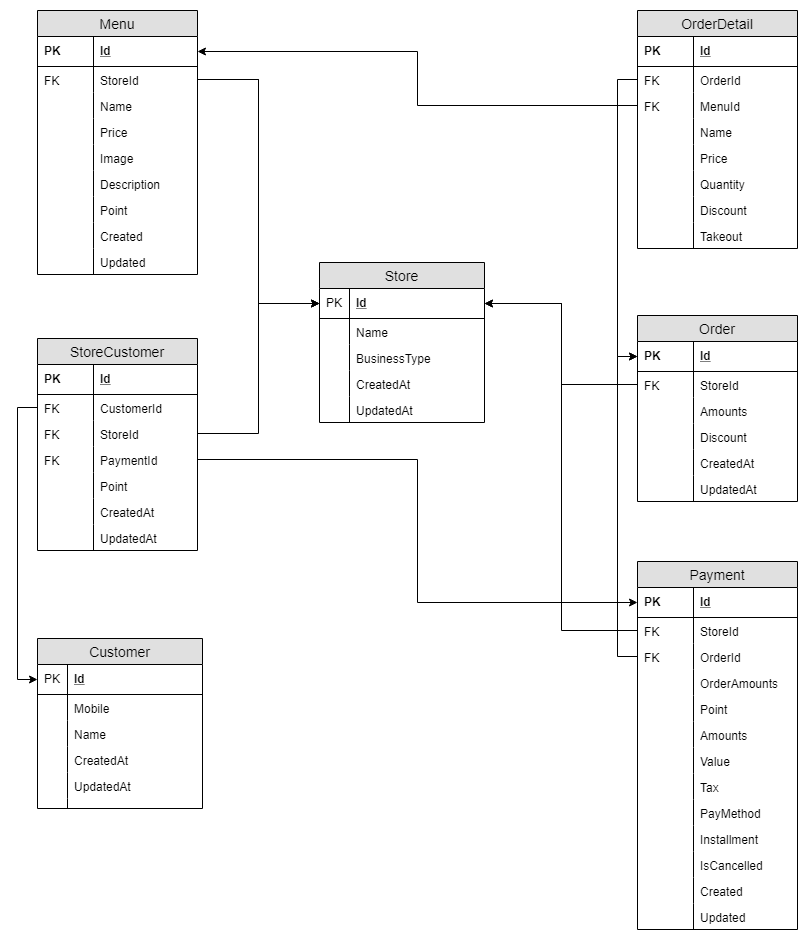 Menu
PK Id
FK StoreId
Name
Price
Image
Description
Point
Created
Updated
OrderDetail
PK Id
FK OrderId
FK MenuId
Name
Price
Quantity
Discount
Takeout
Store
PK Id
Name
BusinessType
CreatedAt
UpdatedAt
StoreCustomer
PK Id
FK CustomerId
FK StoreId
FK PaymentId
Point
CreatedAt
UpdatedAt
Order
PK Id
FK StoreId
Amounts
Discount
CreatedAt
UpdatedAt
Customer
PK Id
Mobile
Name
CreatedAt
UpdatedAt
Payment
PK Id
FK StoreId
FK OrderId
OrderAmounts
Point
Amounts
Value
Tax
PayMethod
Installment
IsCancelled
Created
Updated